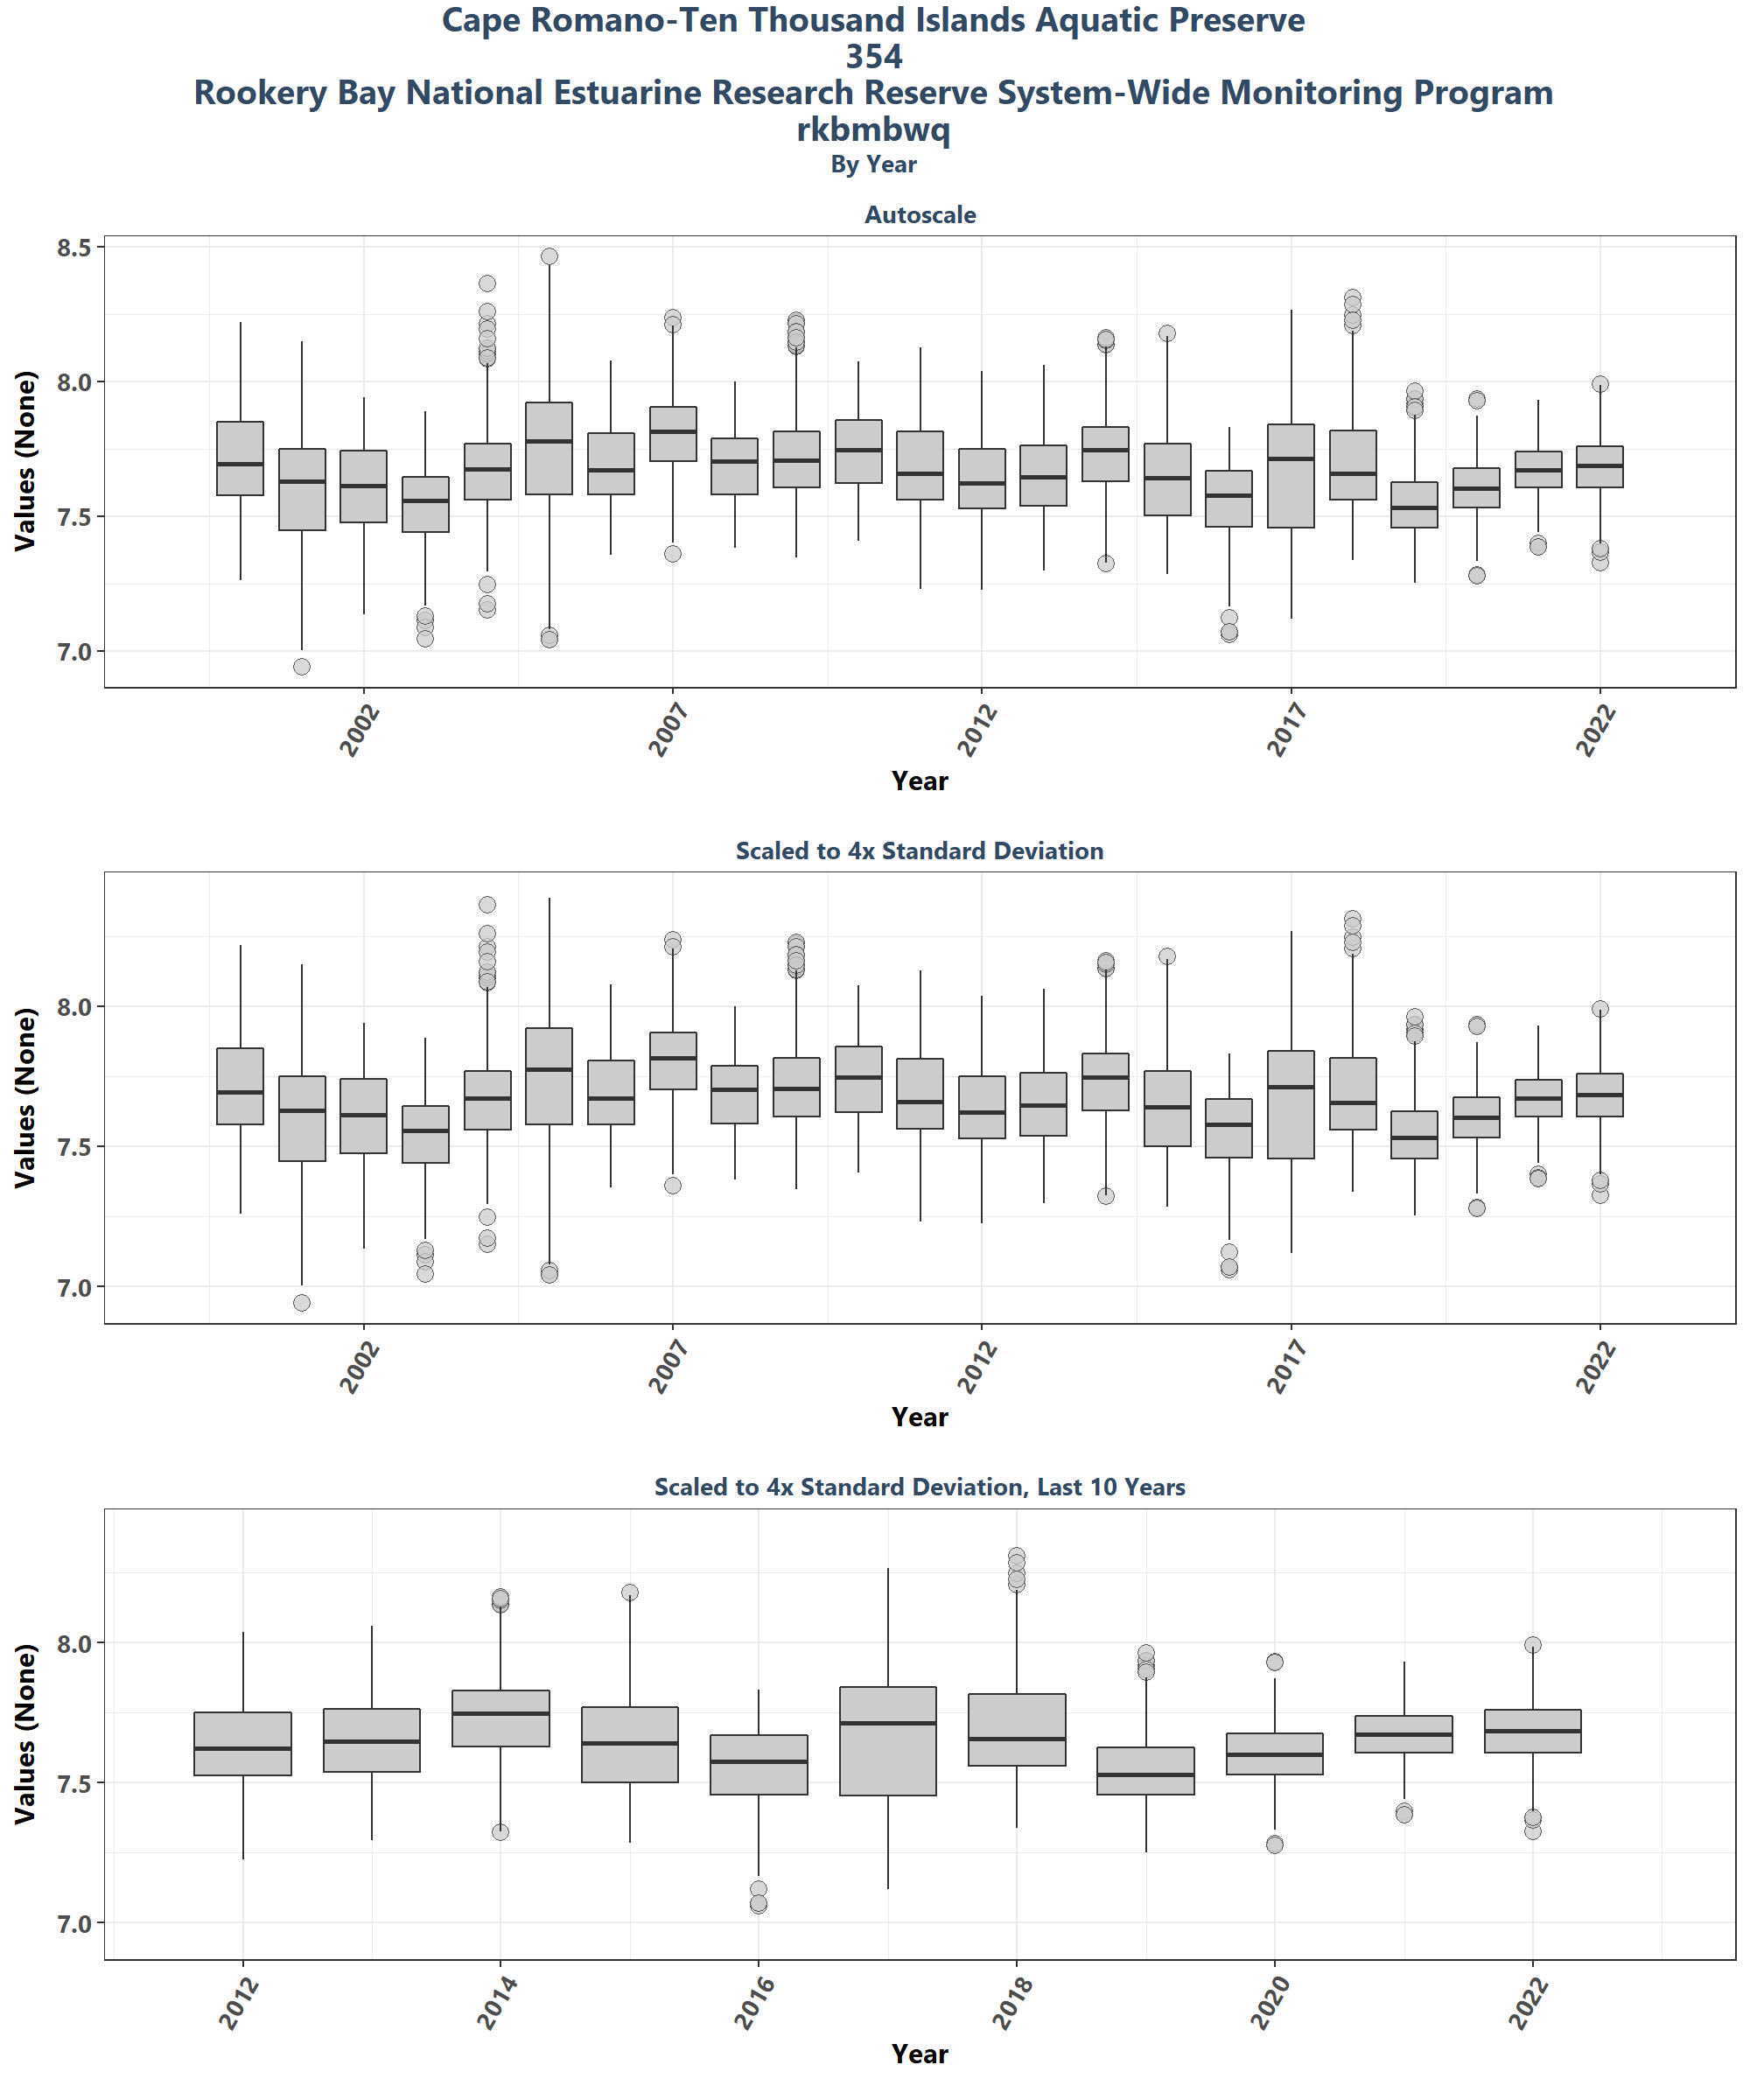 Cape Romano-Ten Thousand Islands Aquatic Preserve
354
Rookery Bay National Estuarine Research Reserve System-Wide Monitoring Program
rkbmbwq
By Year
Autoscale
8.5
8.0
7.5
7.0
Values (None)
2002
2007
2012
2017
2022
Year
Scaled to 4x Standard Deviation
8.0
7.5
7.0
Values (None)
2002
2007
2012
2017
2022
Year
Scaled to 4x Standard Deviation, Last 10 Years
8.0
7.5
7.0
Values (None)
2012
2014
2016
2018
2020
2022
Year